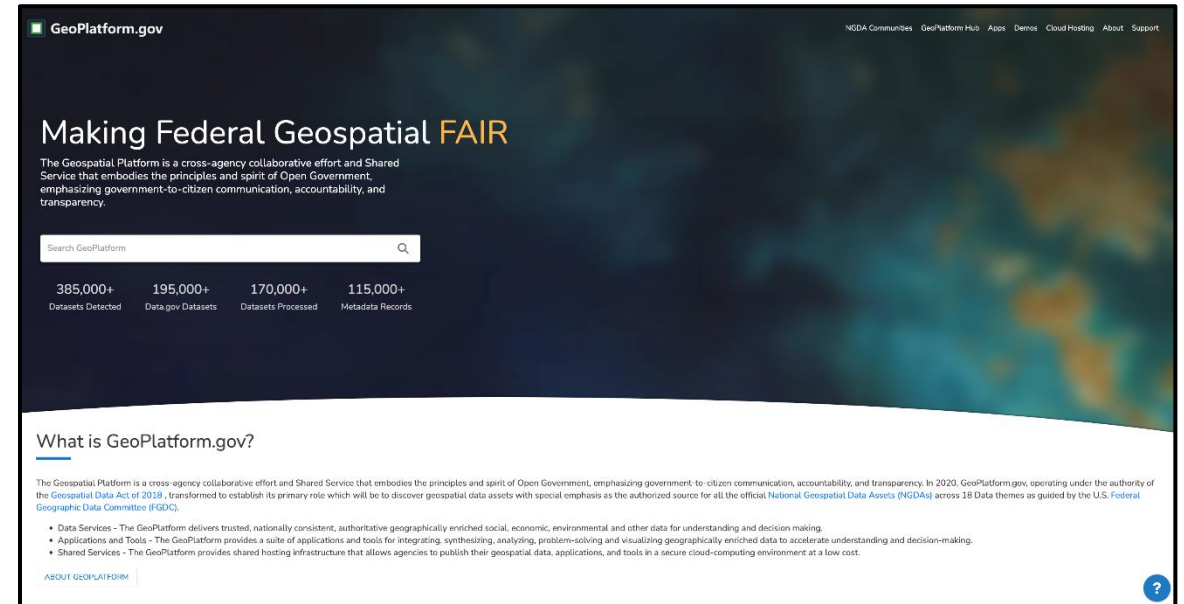 GeoPlatform.gov
NGDA Communities GeoPlatform Hub Apps Demos Cloud Hosting About Support
Making Federal Geospatial FAIR
The Geospatial Platform is a cross-agency collaborative effort and Shared
Service that embodies the principles and spirit of Open Government,
emphasizing government-to-citizen communication, accountability, and
transparency.
Search GeoPlatform
385,000+ 195,000+ 170,000+ 115,000+
Datasets Detected Data.gov Datasets Datasets Processed Metadata Records
What is GeoPlatform.gov?
The Geospatial Platform is a cross-agency collaborative effort and Shared Service that embodies the principles and spirit of Open Government, emphasizing government-to-citizen communication, accountability, and transparency. In 2020, GeoPlatform.gov, operating under the authority of
the Geospatial Data Act of 2018 , transformed to establish its primary role which will be to discover geospatial data assets with special emphasis as the authorized source for all the official National Geospatial Data Assets (NGDAs) across 18 Data themes as guided by the U.S. Federal
Geographic Data Committee (FGDC).
• Data Services - The GeoPlatform delivers trusted, nationally consistent, authoritative geographically enriched social, economic, environmental and other data for understanding and decision making.
• Applications and Tools - The GeoPlatform provides a suite of applications and tools for integrating, synthesizing, analyzing, problem-solving and visualizing geographically enriched data to accelerate understanding and decision-making.
• Shared Services - The GeoPlatform provides shared hosting infrastructure that allows agencies to publish their geospatial data, applications, and tools in a secure cloud-computing environment at a low cost.
ABOUT GEOPLATFORM
?